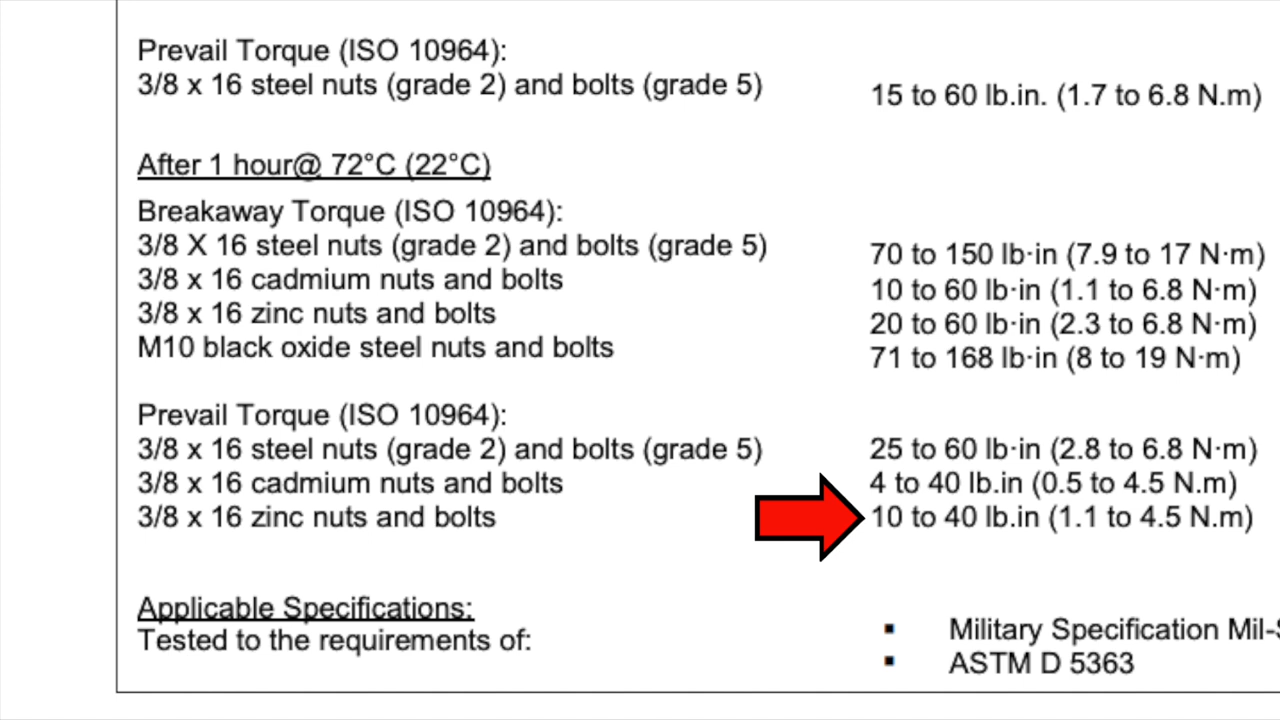 Prevail Torque (ISO 10964):
3/8 x 16 steel nuts (grade 2) and bolts (grade 5) 15 to 60 lb.in. (1.7 to 6.8 N.m)
After 1 hour@ 72°C (22°C)
Breakaway Torque (ISO 10964):
3/8 X 16 steel nuts (grade 2) and bolts (grade 5) 70 to 150 lb·in (7.9 to 17 N·m)
3/8 x 16 cadmium nuts and bolts 10 to 60 lb·in (1.1 to 6.8 N·m)
3/8 x 16 zinc nuts and bolts 20 to 60 lb·in (2.3 to 6.8 N·m)
M10 black oxide steel nuts and bolts 71 to 168 lb·in (8 to 19 N·m)
Prevail Torque (ISO 10964):
3/8 x 16 steel nuts (grade 2) and bolts (grade 5) 25 to 60 lb·in (2.8 to 6.8 N·m)
3/8 x 16 cadmium nuts and bolts 4 to 40 lb.in (0.5 to 4.5 N.m)
3/8 x 16 zinc nuts and bolts 10 to 40 lb.in (1.1 to 4.5 N.m)
Applicable Specifications:
Tested to the requirements of:
▪ Military Specification Mil-
▪ ASTM D 5363